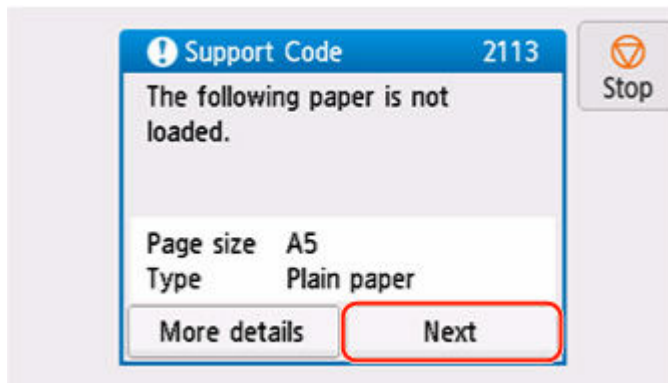 Support Code 2113
Stop
The following paper is not
loaded.
Page size A5
Type Plain paper
More details Next